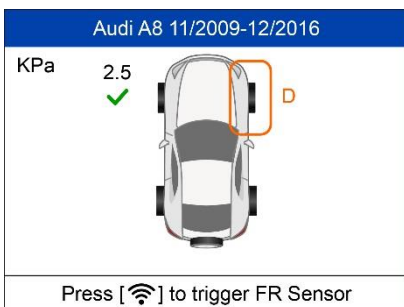 Audi A8 11/2009-12/2016
KPa
2.5
D
Press [ ] to trigger FR Sensor